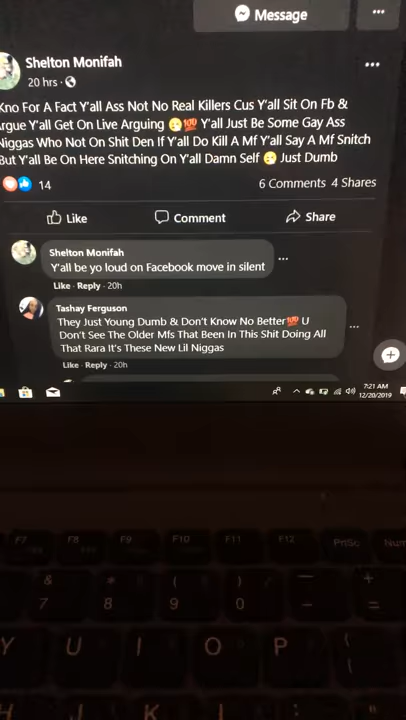 Message
Shelton Monifah
20 hrs ·
Kno For A Fact Y'all Ass Not No Real Killers Cus Y'all Sit On Fb &
rgue Y'all Get On Live Arguing 🤧💯 Y'all Just Be Some Gay Ass
Niggas Who Not On Shit Den If Y'all Do Kill A Mf Y'all Say A Mf Snitch
But Y'all Be On Here Snitching On Y'all Damn Self 🤧 Just Dumb
14
6 Comments 4 Shares
Like
Comment
Share
Shelton Monifah
Y'all be yo loud on Facebook move in silent
Like · Reply · 20h
Tashay Ferguson
They Just Young Dumb & Don't Know No Better💯 U
Don't See The Older Mfs That Been In This Shit Doing All
That Rara It's These New Lil Niggas
Like · Reply · 20h
7:21 AM
12/20/2019
F7 F8 F9 F10 F11 F12 PrtSc Num
& * ( ) — +
7 8 9 0 - =
Y U I O P {
[
H J K L "